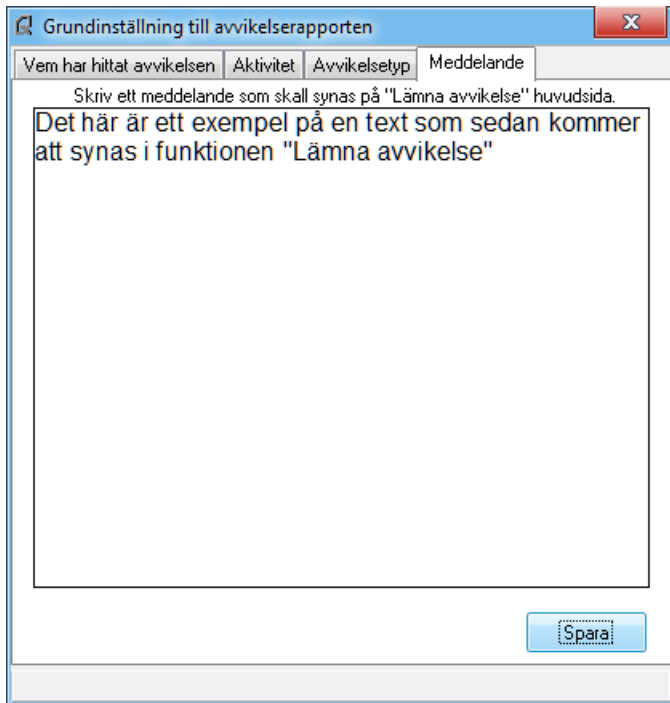 Grundinställning till avvikelserapporten
Vem har hittat avvikelsen Aktivitet Avvikelsetyp Meddelande
Skriv ett meddelande som skall synas på "Lämna avvikelse" huvudsida.
Det här är ett exempel på en text som sedan kommer
att synas i funktionen "Lämna avvikelse"
Spara